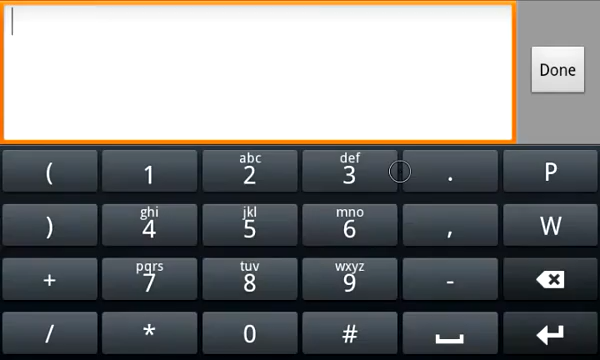 Done
( 1 abc 2 def 3 . P
) ghi 4 jkl 5 mno 6 , W
+ pqrs 7 tuv 8 wxyz 9 -
/ * 0 #